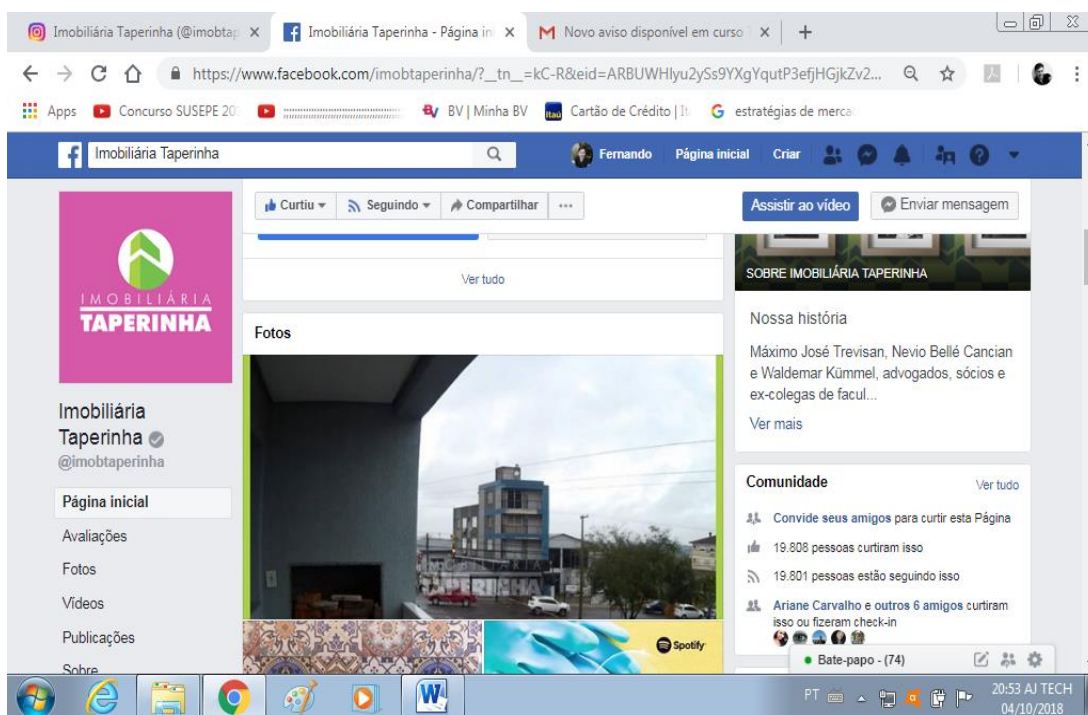 Imobiliária Taperinha (@imobtap
Imobiliária Taperinha - Página in
Novo aviso disponível em curso
https://www.facebook.com/imobtaperinha/?__tn__=kC-R&eid=ARBUWHlyu2ySs9YXgYqutP3efjHGjkZv2...
Apps
Concurso SUSEPE 20
BV | Minha BV
Cartão de Crédito | It
estratégias de merca
Imobiliária Taperinha
Fernando
Página inicial
Criar
Curtiu
Seguindo
Compartilhar
Assistir ao vídeo
Enviar mensagem
IMOBILIÁRIA
TAPERINHA
Imobiliária
Taperinha
@imobtaperinha
Página inicial
Avaliações
Fotos
Vídeos
Publicações
Sobre
Ver tudo
Fotos
IMOBILIÁRIA
TAPERINHA
Spotify
SOBRE IMOBILIÁRIA TAPERINHA
Nossa história
Máximo José Trevisan, Nevio Bellé Cancian
e Waldemar Kümmel, advogados, sócios e
ex-colegas de facul...
Ver mais
Comunidade
Ver tudo
Convide seus amigos para curtir esta Página
19.808 pessoas curtiram isso
19.801 pessoas estão seguindo isso
Ariane Carvalho e outros 6 amigos curtiram
isso ou fizeram check-in
Bate-papo - (74)
PT
20:53 AJ TECH
04/10/2018